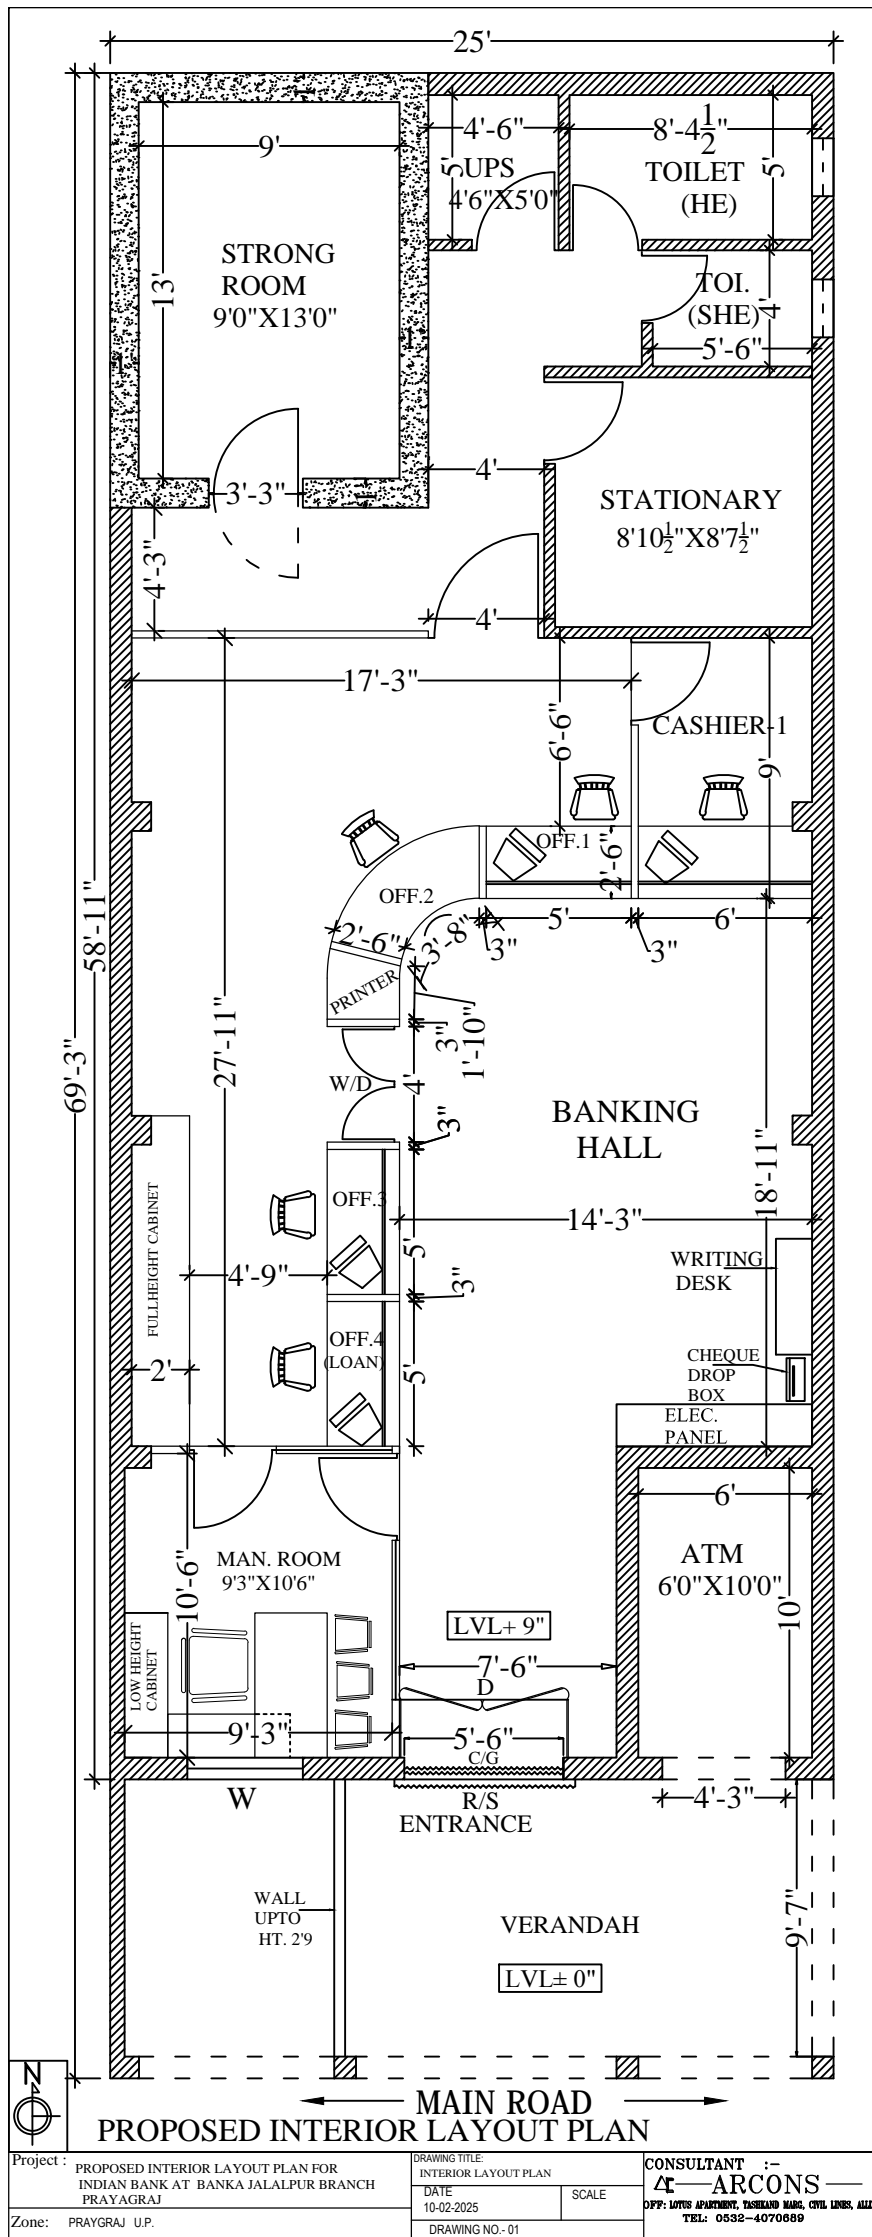 25'
9'
4'-6"
8'-4½"
5'
UPS
4'6"X5'0"
TOILET
(HE)
5'
STRONG
ROOM
9'0"X13'0"
13'
1'
1'
1'
1'
TOI.
(SHE)
4'
5'-6"
3'-3"
4'
STATIONARY
8'10½"X8'7½"
4'-3"
4'
17'-3"
6'-6"
CASHIER-1
9'
OFF.1
2'-6"
OFF.2
2'-6"
3'-8"
3"
5'
3"
6'
PRINTER
58'-11"
69'-3"
27'-11"
3"
1'-10"
W/D
4'
3"
BANKING
HALL
18'-11"
FULLHEIGHT CABINET
OFF.3
14'-3"
4'-9"
5'
3"
WRITING
DESK
OFF.4
(LOAN)
2'
5'
CHEQUE
DROP
BOX
ELEC.
PANEL
6'
MAN. ROOM
9'3"X10'6"
10'-6"
ATM
6'0"X10'0"
10'
LVL+ 9"
LOW HEIGHT
CABINET
7'-6"
D
9'-3"
5'-6"
C/G
W
R/S
ENTRANCE
4'-3"
WALL
UPTO
HT. 2'9
VERANDAH
9'-7"
LVL± 0"
N
MAIN ROAD
PROPOSED INTERIOR LAYOUT PLAN
Project :
PROPOSED INTERIOR LAYOUT PLAN FOR
INDIAN BANK AT BANKA JALALPUR BRANCH
PRAYAGRAJ
Zone: PRAYGRAJ U.P.
DRAWING TITLE:
INTERIOR LAYOUT PLAN
DATE
10-02-2025
SCALE
DRAWING NO.- 01
CONSULTANT :-
ARCONS
OFF: LOTUS APARTMENT, TASHKAND MARG, CIVIL LINES, ALL
TEL: 0532-4070689